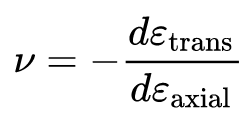 ν = − dε_trans / dε_axial